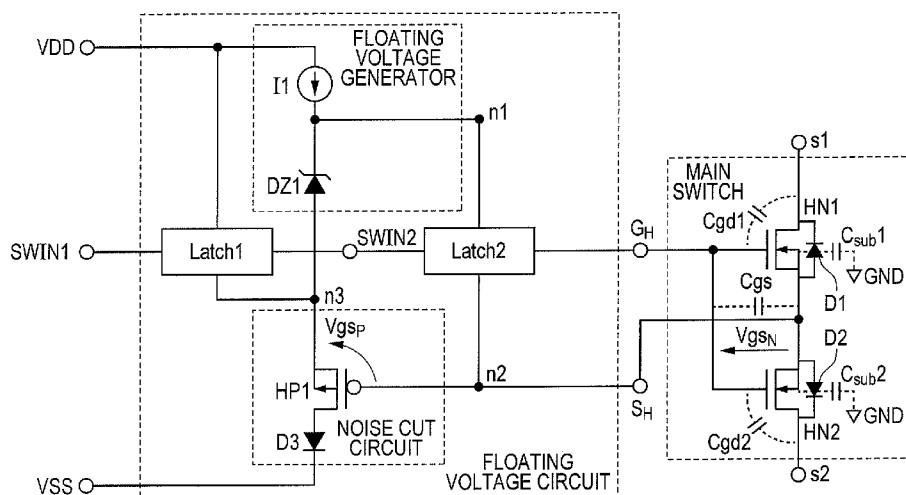 VDD
FLOATING
VOLTAGE
GENERATOR
I1
n1
DZ1
s1
MAIN
SWITCH
HN1
Cgd1
Csub1
GND
D1
SWIN1
Latch1
SWIN2
Latch2
GH
Cgs
n3
VgsP
VgsN
D2
HP1
n2
SH
Csub2
GND
Cgd2
HN2
D3
NOISE CUT
CIRCUIT
FLOATING
VOLTAGE CIRCUIT
VSS
s2